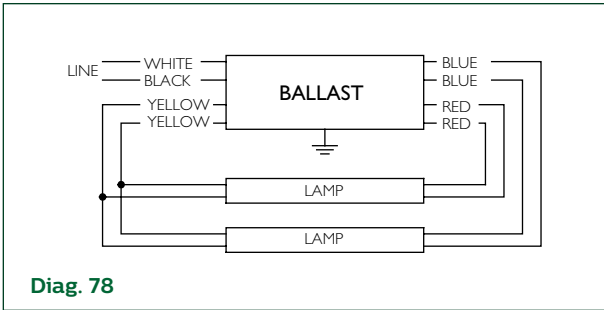 LINE
WHITE
BLACK
YELLOW
YELLOW
BALLAST
BLUE
BLUE
RED
RED
LAMP
LAMP
Diag. 78